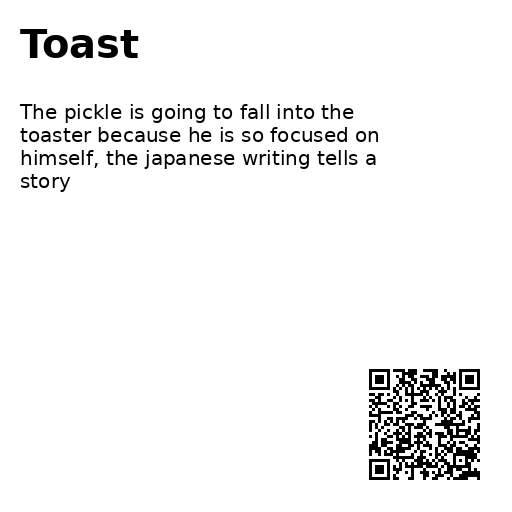 Toast
The pickle is going to fall into the
toaster because he is so focused on
himself, the japanese writing tells a
story